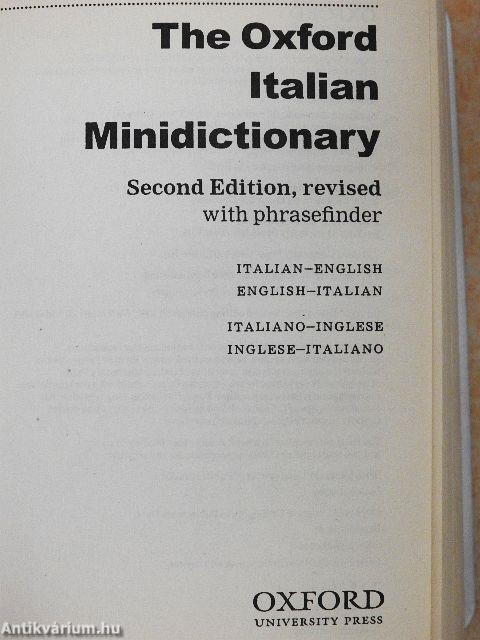 The Oxford
Italian
Minidictionary
Second Edition, revised
with phrasefinder
ITALIAN–ENGLISH
ENGLISH–ITALIAN
ITALIANO–INGLESE
INGLESE–ITALIANO
OXFORD
UNIVERSITY PRESS
Antikvárium.hu